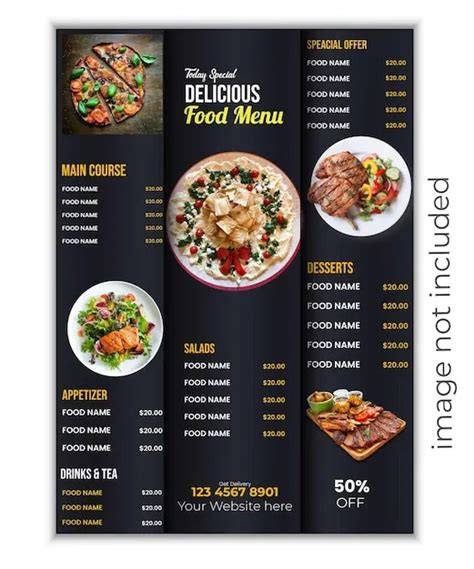 Today Special
DELICIOUS
Food Menu
MAIN COURSE
FOOD NAME $20.00
FOOD NAME $20.00
FOOD NAME $20.00
FOOD NAME $20.00
FOOD NAME $20.00
APPETIZER
FOOD NAME $20.00
FOOD NAME $20.00
FOOD NAME $20.00
DRINKS & TEA
FOOD NAME $20.00
FOOD NAME $20.00
FOOD NAME $20.00
SALADS
FOOD NAME $20.00
FOOD NAME $20.00
FOOD NAME $20.00
FOOD NAME $20.00
FOOD NAME $20.00
Get Delivery
123 4567 8901
Your Website here
SPEACIAL OFFER
FOOD NAME $20.00
FOOD NAME $20.00
FOOD NAME $20.00
FOOD NAME $20.00
FOOD NAME $20.00
DESSERTS
FOOD NAME $20.00
FOOD NAME $20.00
FOOD NAME $20.00
FOOD NAME $20.00
FOOD NAME $20.00
50%
OFF
image not included